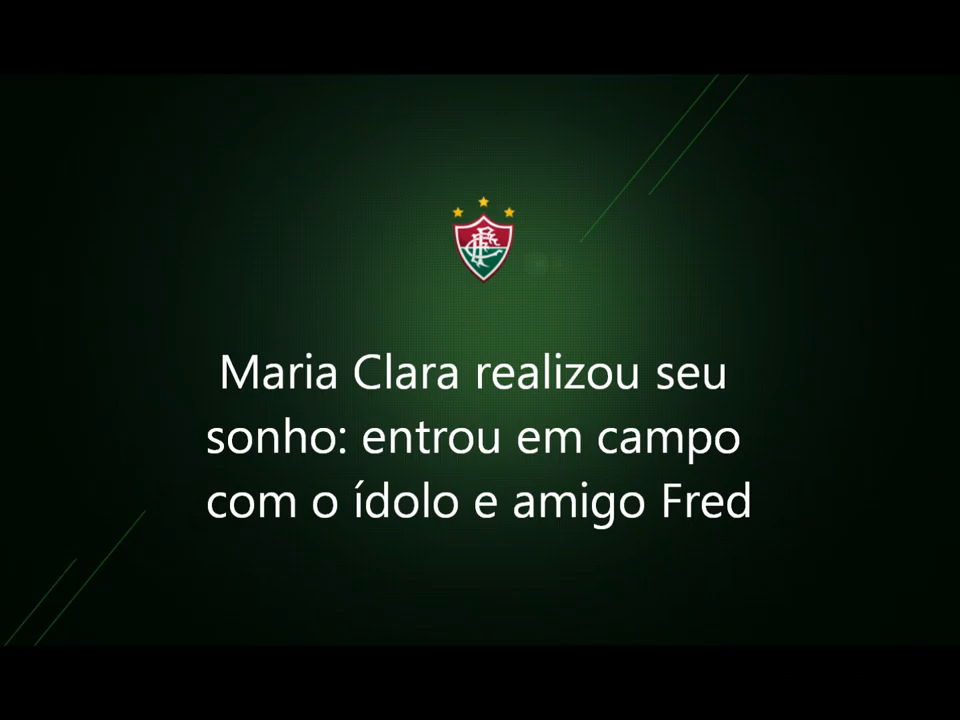 Maria Clara realizou seu
sonho: entrou em campo
com o ídolo e amigo Fred